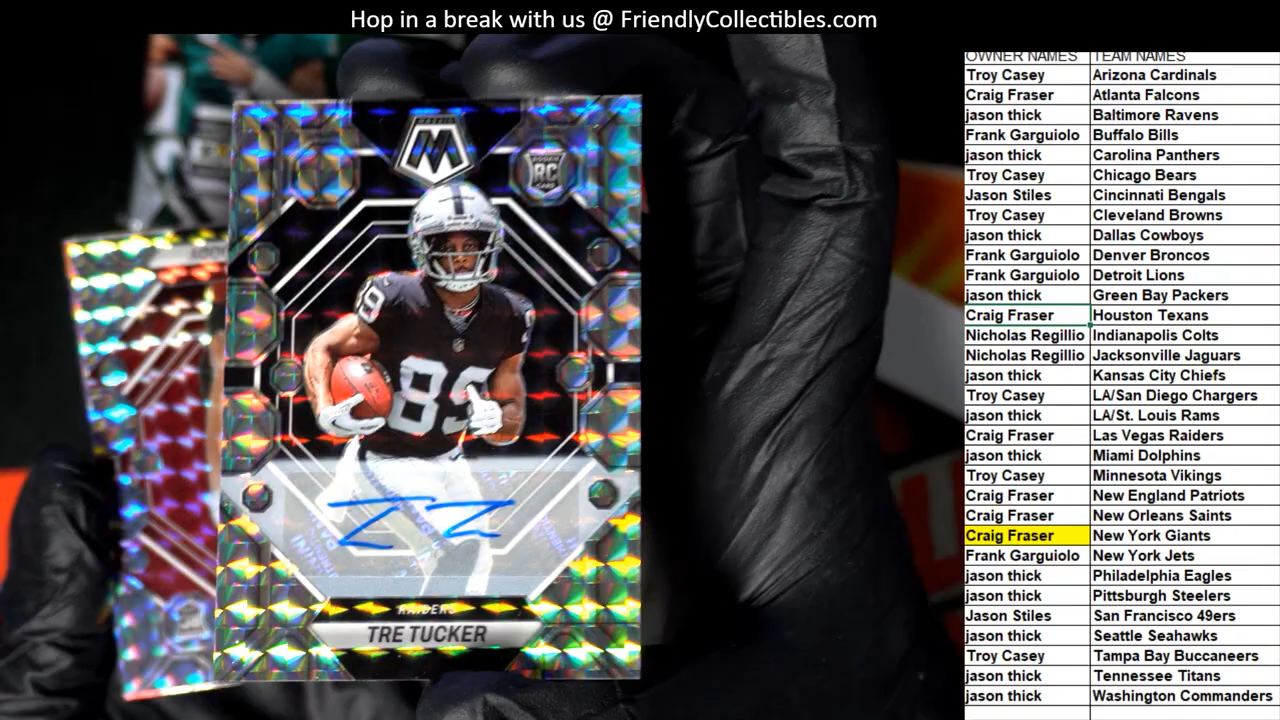 Hop in a break with us @ FriendlyCollectibles.com
MOSAIC
ROOKIE
RC
CARD
89
89
RAIDERS
TRE TUCKER
OWNER NAMES TEAM NAMES
Troy Casey Arizona Cardinals
Craig Fraser Atlanta Falcons
jason thick Baltimore Ravens
Frank Garguiolo Buffalo Bills
jason thick Carolina Panthers
Troy Casey Chicago Bears
Jason Stiles Cincinnati Bengals
Troy Casey Cleveland Browns
jason thick Dallas Cowboys
Frank Garguiolo Denver Broncos
Frank Garguiolo Detroit Lions
jason thick Green Bay Packers
Craig Fraser Houston Texans
Nicholas Regillio Indianapolis Colts
Nicholas Regillio Jacksonville Jaguars
jason thick Kansas City Chiefs
Troy Casey LA/San Diego Chargers
jason thick LA/St. Louis Rams
Craig Fraser Las Vegas Raiders
jason thick Miami Dolphins
Troy Casey Minnesota Vikings
Craig Fraser New England Patriots
Craig Fraser New Orleans Saints
Craig Fraser New York Giants
Frank Garguiolo New York Jets
jason thick Philadelphia Eagles
jason thick Pittsburgh Steelers
Jason Stiles San Francisco 49ers
jason thick Seattle Seahawks
Troy Casey Tampa Bay Buccaneers
jason thick Tennessee Titans
jason thick Washington Commanders